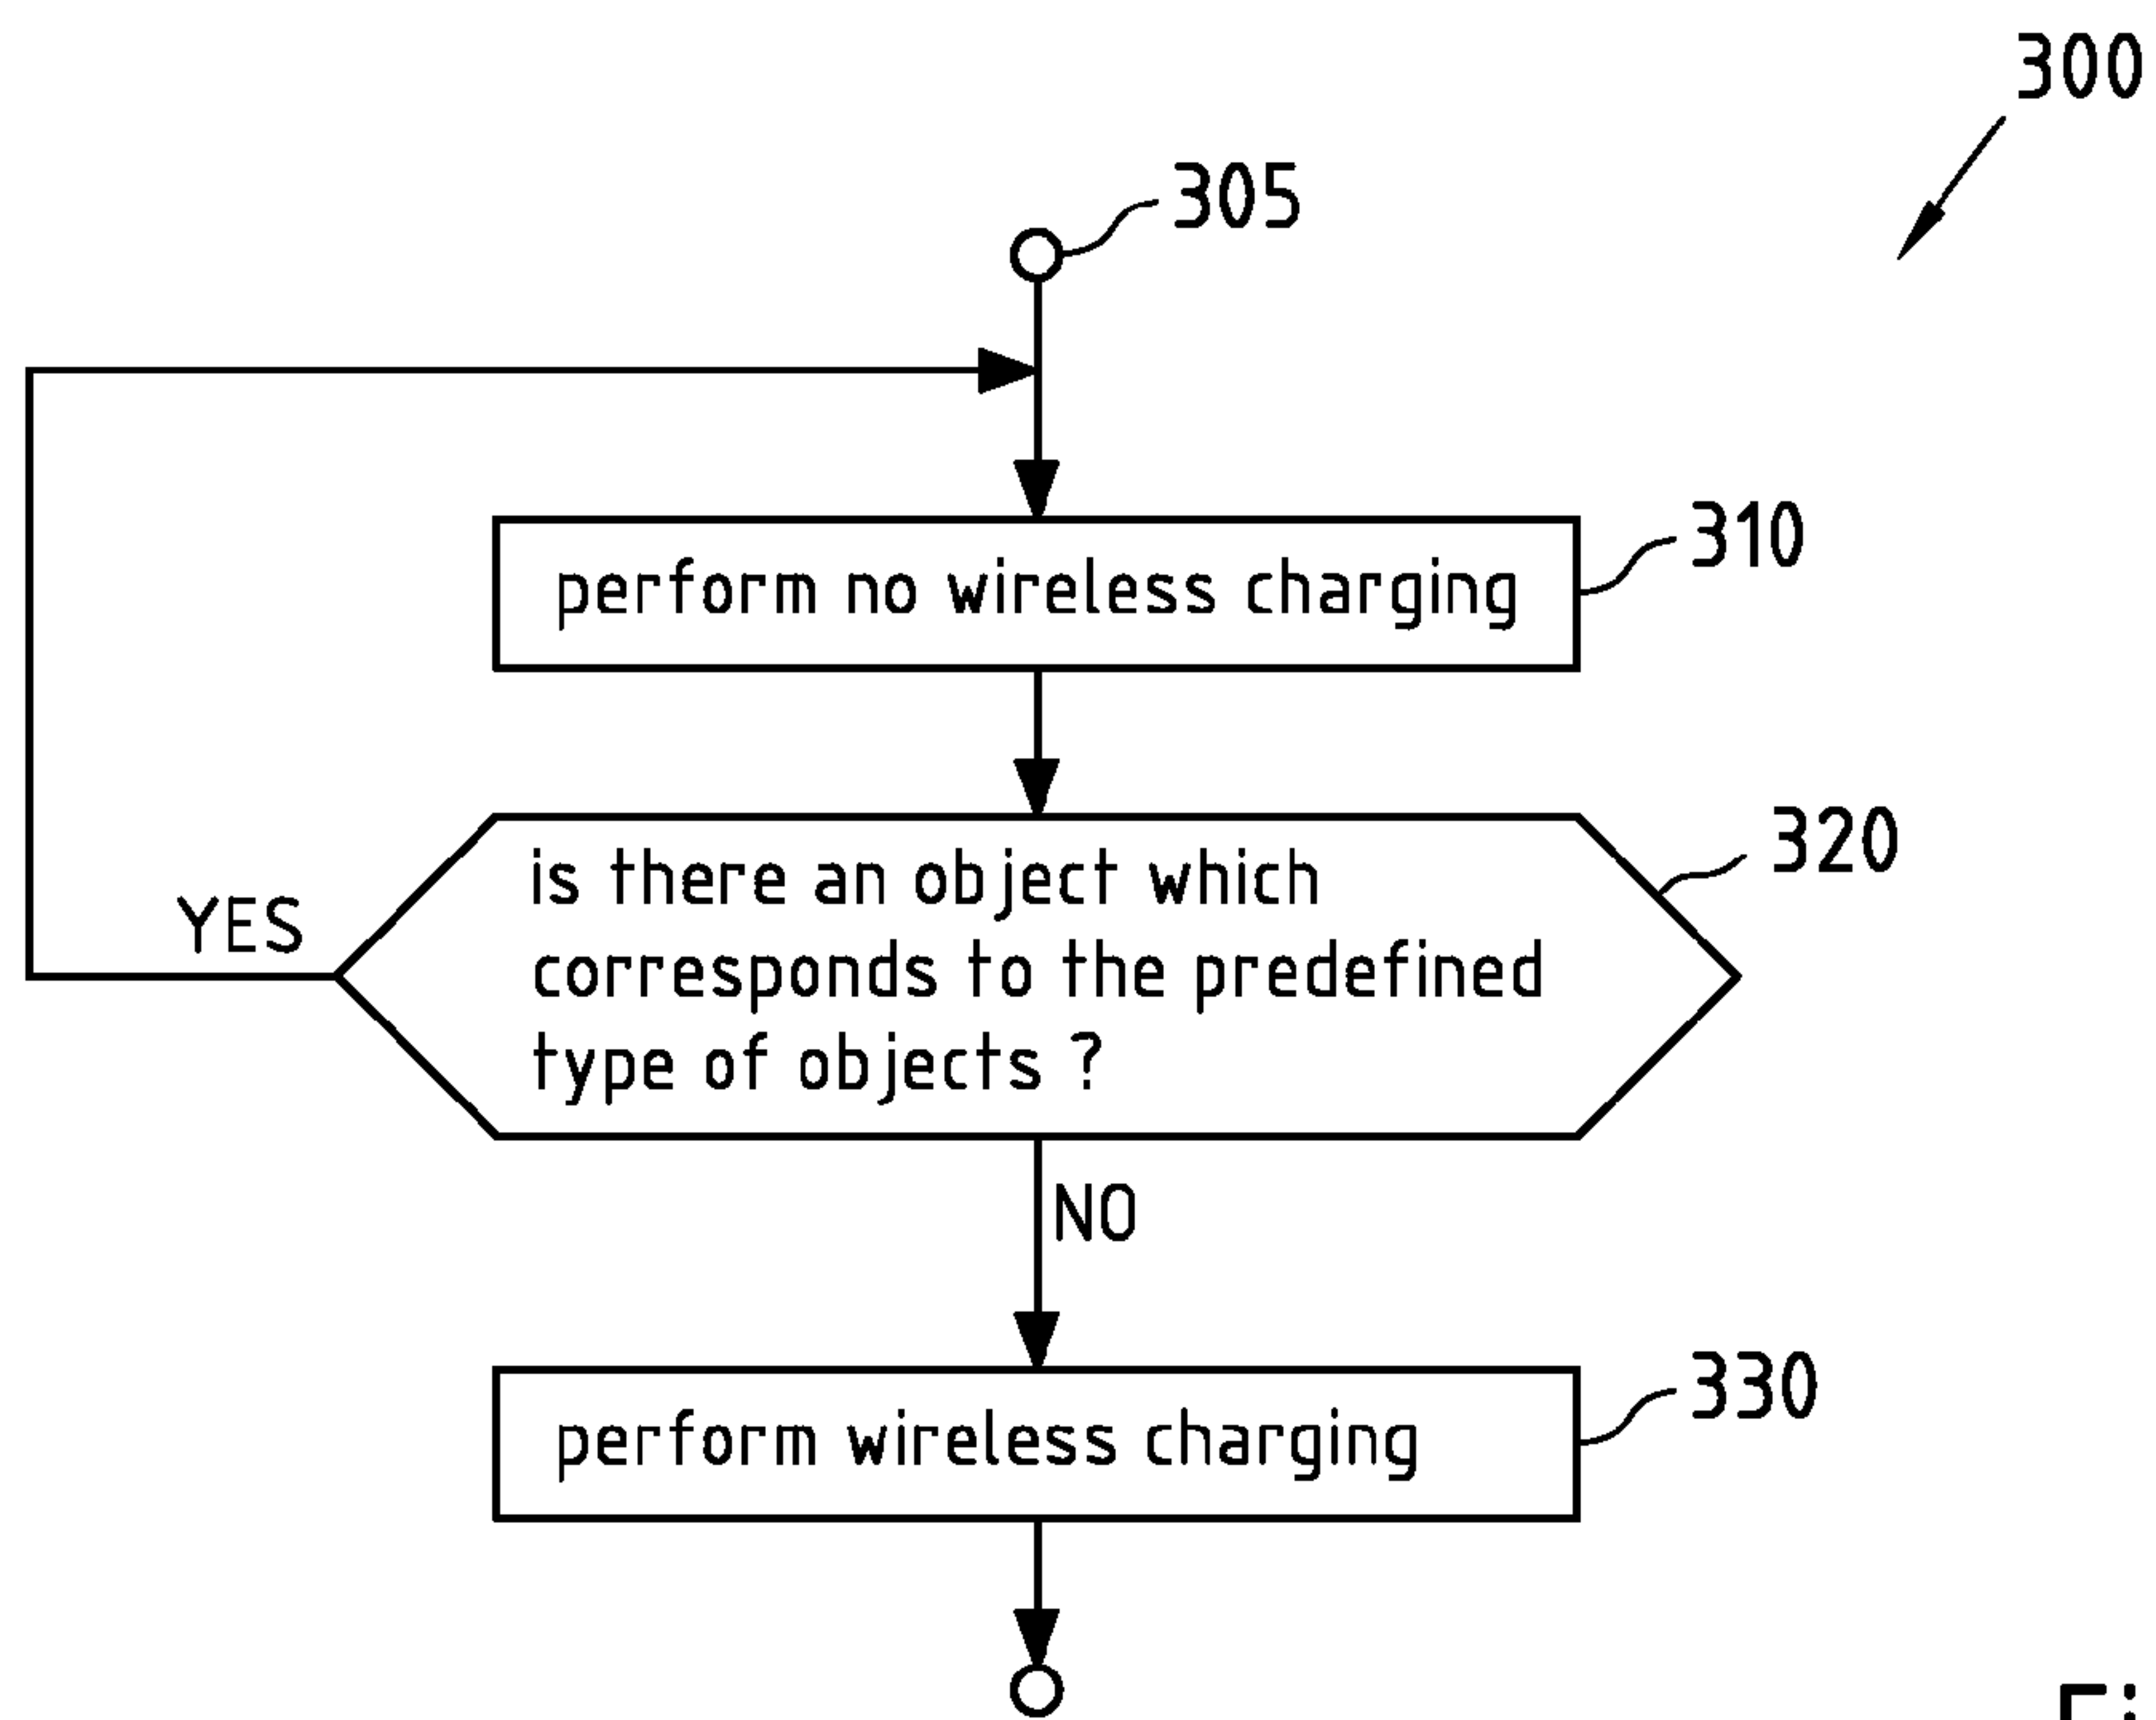 300
305
perform no wireless charging
310
is there an object which
corresponds to the predefined
type of objects ?
320
YES
NO
perform wireless charging
330